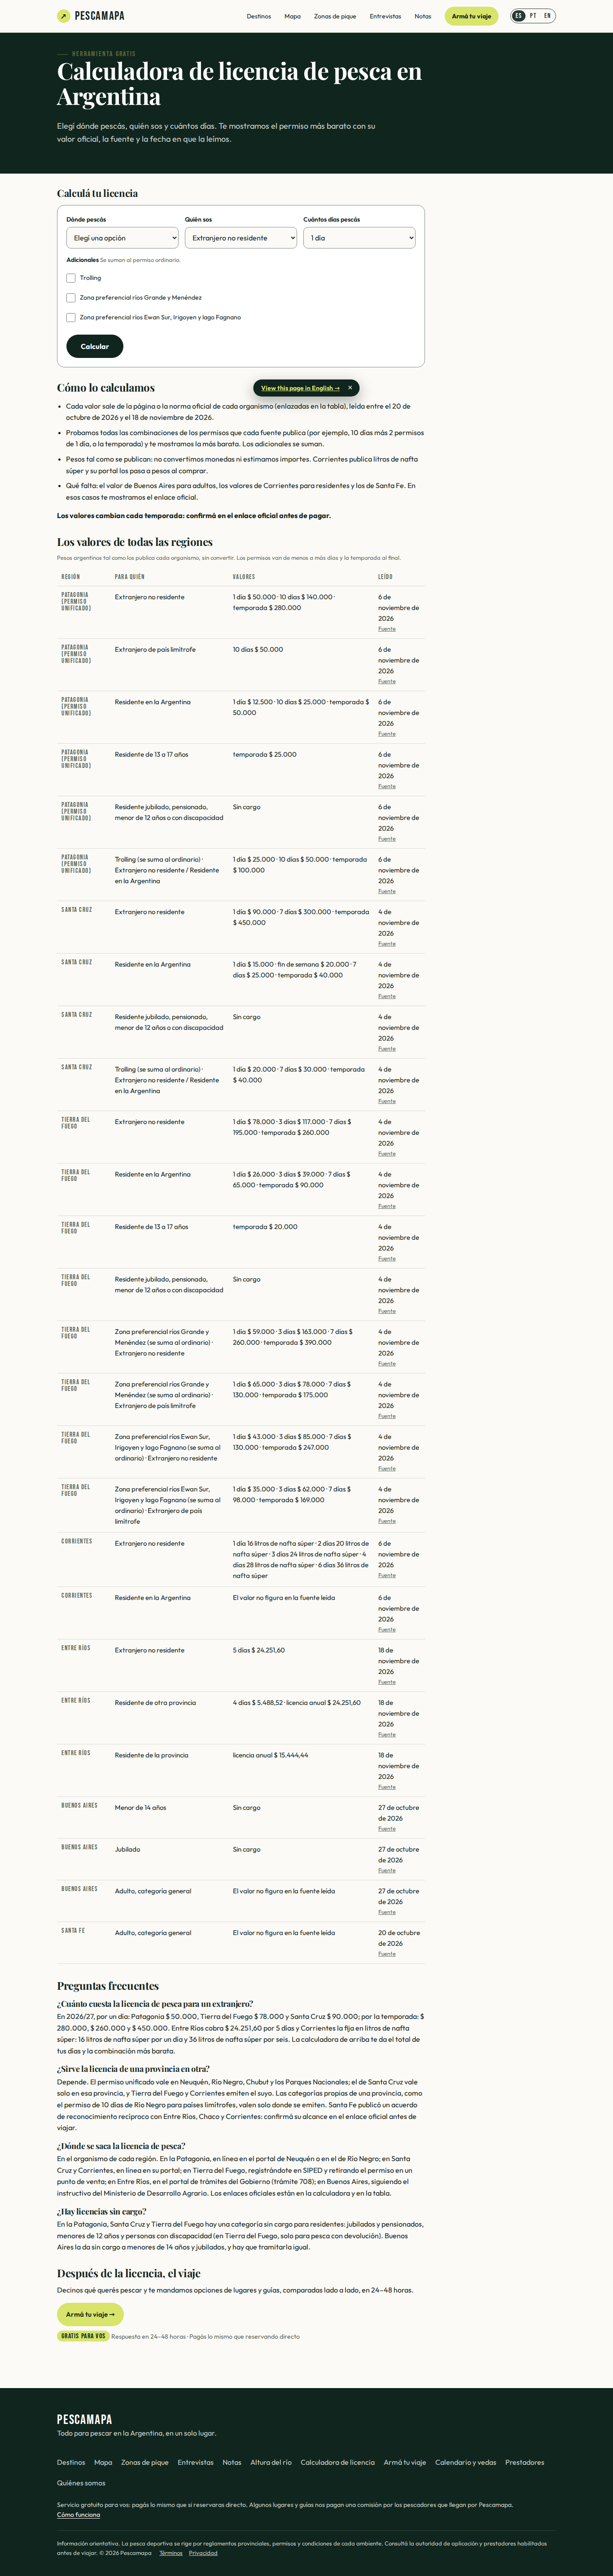 PESCAMAPA
Destinos
Mapa
Zonas de pique
Entrevistas
Notas
Armá tu viaje
ES PT EN
HERRAMIENTA GRATIS
Calculadora de licencia de pesca en
Argentina
Elegí dónde pescás, quién sos y cuántos días. Te mostramos el permiso más barato con su
valor oficial, la fuente y la fecha en que la leímos.
Calculá tu licencia
Dónde pescás
Quién sos
Cuántos días pescás
Elegí una opción
Extranjero no residente
1 día
Adicionales Se suman al permiso ordinario.
Trolling
Zona preferencial ríos Grande y Menéndez
Zona preferencial ríos Ewan Sur, Irigoyen y lago Fagnano
Calcular
Cómo lo calculamos
View this page in English → ×
Cada valor sale de la página o la norma oficial de cada organismo (enlazadas en la tabla), leída entre el 20 de
octubre de 2026 y el 18 de noviembre de 2026.
Probamos todas las combinaciones de los permisos que cada fuente publica (por ejemplo, 10 días más 2 permisos
de 1 día, o la temporada) y te mostramos la más barata. Los adicionales se suman.
Pesos tal como se publican: no convertimos monedas ni estimamos importes. Corrientes publica litros de nafta
súper y su portal los pasa a pesos al comprar.
Qué falta: el valor de Buenos Aires para adultos, los valores de Corrientes para residentes y los de Santa Fe. En
esos casos te mostramos el enlace oficial.
Los valores cambian cada temporada: confirmá en el enlace oficial antes de pagar.
Los valores de todas las regiones
Pesos argentinos tal como los publica cada organismo, sin convertir. Los permisos van de menos a más días y la temporada al final.
REGIÓN PARA QUIÉN VALORES LEÍDO
PATAGONIA
(PERMISO
UNIFICADO)
Extranjero no residente
1 día $ 50.000 · 10 días $ 140.000 ·
temporada $ 280.000
6 de
noviembre de
2026
Fuente
PATAGONIA
(PERMISO
UNIFICADO)
Extranjero de país limítrofe
10 días $ 50.000
6 de
noviembre de
2026
Fuente
PATAGONIA
(PERMISO
UNIFICADO)
Residente en la Argentina
1 día $ 12.500 · 10 días $ 25.000 · temporada $
50.000
6 de
noviembre de
2026
Fuente
PATAGONIA
(PERMISO
UNIFICADO)
Residente de 13 a 17 años
temporada $ 25.000
6 de
noviembre de
2026
Fuente
PATAGONIA
(PERMISO
UNIFICADO)
Residente jubilado, pensionado,
menor de 12 años o con discapacidad
Sin cargo
6 de
noviembre de
2026
Fuente
PATAGONIA
(PERMISO
UNIFICADO)
Trolling (se suma al ordinario) ·
Extranjero no residente / Residente
en la Argentina
1 día $ 25.000 · 10 días $ 50.000 · temporada
$ 100.000
6 de
noviembre de
2026
Fuente
SANTA CRUZ
Extranjero no residente
1 día $ 90.000 · 7 días $ 300.000 · temporada
$ 450.000
4 de
noviembre de
2026
Fuente
SANTA CRUZ
Residente en la Argentina
1 día $ 15.000 · fin de semana $ 20.000 · 7
días $ 25.000 · temporada $ 40.000
4 de
noviembre de
2026
Fuente
SANTA CRUZ
Residente jubilado, pensionado,
menor de 12 años o con discapacidad
Sin cargo
4 de
noviembre de
2026
Fuente
SANTA CRUZ
Trolling (se suma al ordinario) ·
Extranjero no residente / Residente
en la Argentina
1 día $ 20.000 · 7 días $ 30.000 · temporada
$ 40.000
4 de
noviembre de
2026
Fuente
TIERRA DEL
FUEGO
Extranjero no residente
1 día $ 78.000 · 3 días $ 117.000 · 7 días $
195.000 · temporada $ 260.000
4 de
noviembre de
2026
Fuente
TIERRA DEL
FUEGO
Residente en la Argentina
1 día $ 26.000 · 3 días $ 39.000 · 7 días $
65.000 · temporada $ 90.000
4 de
noviembre de
2026
Fuente
TIERRA DEL
FUEGO
Residente de 13 a 17 años
temporada $ 20.000
4 de
noviembre de
2026
Fuente
TIERRA DEL
FUEGO
Residente jubilado, pensionado,
menor de 12 años o con discapacidad
Sin cargo
4 de
noviembre de
2026
Fuente
TIERRA DEL
FUEGO
Zona preferencial ríos Grande y
Menéndez (se suma al ordinario) ·
Extranjero no residente
1 día $ 59.000 · 3 días $ 163.000 · 7 días $
260.000 · temporada $ 390.000
4 de
noviembre de
2026
Fuente
TIERRA DEL
FUEGO
Zona preferencial ríos Grande y
Menéndez (se suma al ordinario) ·
Extranjero de país limítrofe
1 día $ 65.000 · 3 días $ 78.000 · 7 días $
130.000 · temporada $ 175.000
4 de
noviembre de
2026
Fuente
TIERRA DEL
FUEGO
Zona preferencial ríos Ewan Sur,
Irigoyen y lago Fagnano (se suma al
ordinario) · Extranjero no residente
1 día $ 43.000 · 3 días $ 85.000 · 7 días $
130.000 · temporada $ 247.000
4 de
noviembre de
2026
Fuente
TIERRA DEL
FUEGO
Zona preferencial ríos Ewan Sur,
Irigoyen y lago Fagnano (se suma al
ordinario) · Extranjero de país
limítrofe
1 día $ 35.000 · 3 días $ 62.000 · 7 días $
98.000 · temporada $ 169.000
4 de
noviembre de
2026
Fuente
CORRIENTES
Extranjero no residente
1 día 16 litros de nafta súper · 2 días 20 litros de
nafta súper · 3 días 24 litros de nafta súper · 4
días 28 litros de nafta súper · 6 días 36 litros de
nafta súper
6 de
noviembre de
2026
Fuente
CORRIENTES
Residente en la Argentina
El valor no figura en la fuente leída
6 de
noviembre de
2026
Fuente
ENTRE RÍOS
Extranjero no residente
5 días $ 24.251,60
18 de
noviembre de
2026
Fuente
ENTRE RÍOS
Residente de otra provincia
4 días $ 5.488,52 · licencia anual $ 24.251,60
18 de
noviembre de
2026
Fuente
ENTRE RÍOS
Residente de la provincia
licencia anual $ 15.444,44
18 de
noviembre de
2026
Fuente
BUENOS AIRES
Menor de 14 años
Sin cargo
27 de octubre
de 2026
Fuente
BUENOS AIRES
Jubilado
Sin cargo
27 de octubre
de 2026
Fuente
BUENOS AIRES
Adulto, categoría general
El valor no figura en la fuente leída
27 de octubre
de 2026
Fuente
SANTA FE
Adulto, categoría general
El valor no figura en la fuente leída
20 de octubre
de 2026
Fuente
Preguntas frecuentes
¿Cuánto cuesta la licencia de pesca para un extranjero?
En 2026/27, por un día: Patagonia $ 50.000, Tierra del Fuego $ 78.000 y Santa Cruz $ 90.000; por la temporada: $
280.000, $ 260.000 y $ 450.000. Entre Ríos cobra $ 24.251,60 por 5 días y Corrientes la fija en litros de nafta
súper: 16 litros de nafta súper por un día y 36 litros de nafta súper por seis. La calculadora de arriba te da el total de
tus días y la combinación más barata.
¿Sirve la licencia de una provincia en otra?
Depende. El permiso unificado vale en Neuquén, Río Negro, Chubut y los Parques Nacionales; el de Santa Cruz vale
solo en esa provincia, y Tierra del Fuego y Corrientes emiten el suyo. Las categorías propias de una provincia, como
el permiso de 10 días de Río Negro para países limítrofes, valen solo donde se emiten. Santa Fe publicó un acuerdo
de reconocimiento recíproco con Entre Ríos, Chaco y Corrientes: confirmá su alcance en el enlace oficial antes de
viajar.
¿Dónde se saca la licencia de pesca?
En el organismo de cada región. En la Patagonia, en línea en el portal de Neuquén o en el de Río Negro; en Santa
Cruz y Corrientes, en línea en su portal; en Tierra del Fuego, registrándote en SIPED y retirando el permiso en un
punto de venta; en Entre Ríos, en el portal de trámites del Gobierno (trámite 708); en Buenos Aires, siguiendo el
instructivo del Ministerio de Desarrollo Agrario. Los enlaces oficiales están en la calculadora y en la tabla.
¿Hay licencias sin cargo?
En la Patagonia, Santa Cruz y Tierra del Fuego hay una categoría sin cargo para residentes: jubilados y pensionados,
menores de 12 años y personas con discapacidad (en Tierra del Fuego, solo para pesca con devolución). Buenos
Aires la da sin cargo a menores de 14 años y jubilados, y hay que tramitarla igual.
Después de la licencia, el viaje
Decinos qué querés pescar y te mandamos opciones de lugares y guías, comparadas lado a lado, en 24–48 horas.
Armá tu viaje →
GRATIS PARA VOS Respuesta en 24–48 horas · Pagás lo mismo que reservando directo
PESCAMAPA
Todo para pescar en la Argentina, en un solo lugar.
Destinos Mapa Zonas de pique Entrevistas Notas Altura del río Calculadora de licencia Armá tu viaje Calendario y vedas Prestadores
Quiénes somos
Servicio gratuito para vos: pagás lo mismo que si reservaras directo. Algunos lugares y guías nos pagan una comisión por los pescadores que llegan por Pescamapa.
Cómo funciona
Información orientativa. La pesca deportiva se rige por reglamentos provinciales, permisos y condiciones de cada ambiente. Consultá la autoridad de aplicación y prestadores habilitados
antes de viajar. © 2026 Pescamapa Términos Privacidad